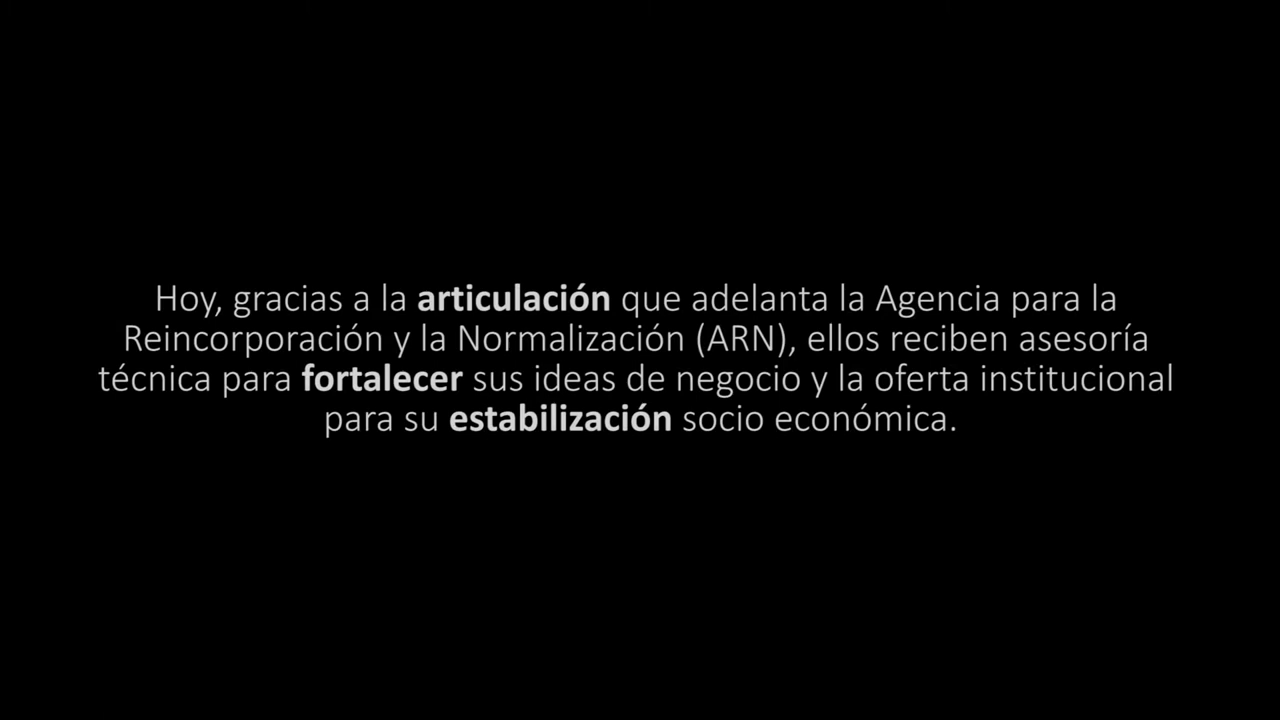 Hoy, gracias a la articulación que adelanta la Agencia para la
Reincorporación y la Normalización (ARN), ellos reciben asesoría
técnica para fortalecer sus ideas de negocio y la oferta institucional
para su estabilización socio económica.